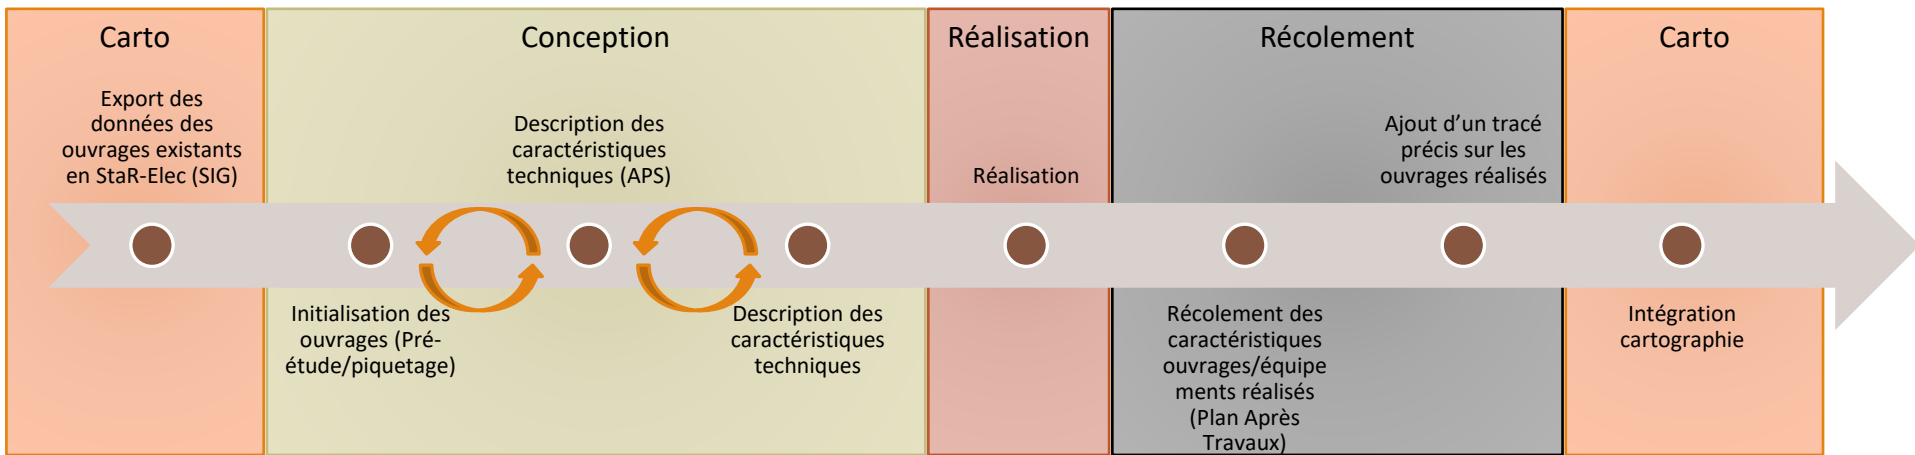 Carto
Conception
Réalisation
Récolement
Carto
Export des
données des
ouvrages existants
en StaR-Elec (SIG)
Initialisation des
ouvrages (Pré-
étude/piquetage)
Description des
caractéristiques
techniques (APS)
Description des
caractéristiques
techniques
Réalisation
Récolement des
caractéristiques
ouvrages/équipe
ments réalisés
(Plan Après
Travaux)
Ajout d’un tracé
précis sur les
ouvrages réalisés
Intégration
cartographie